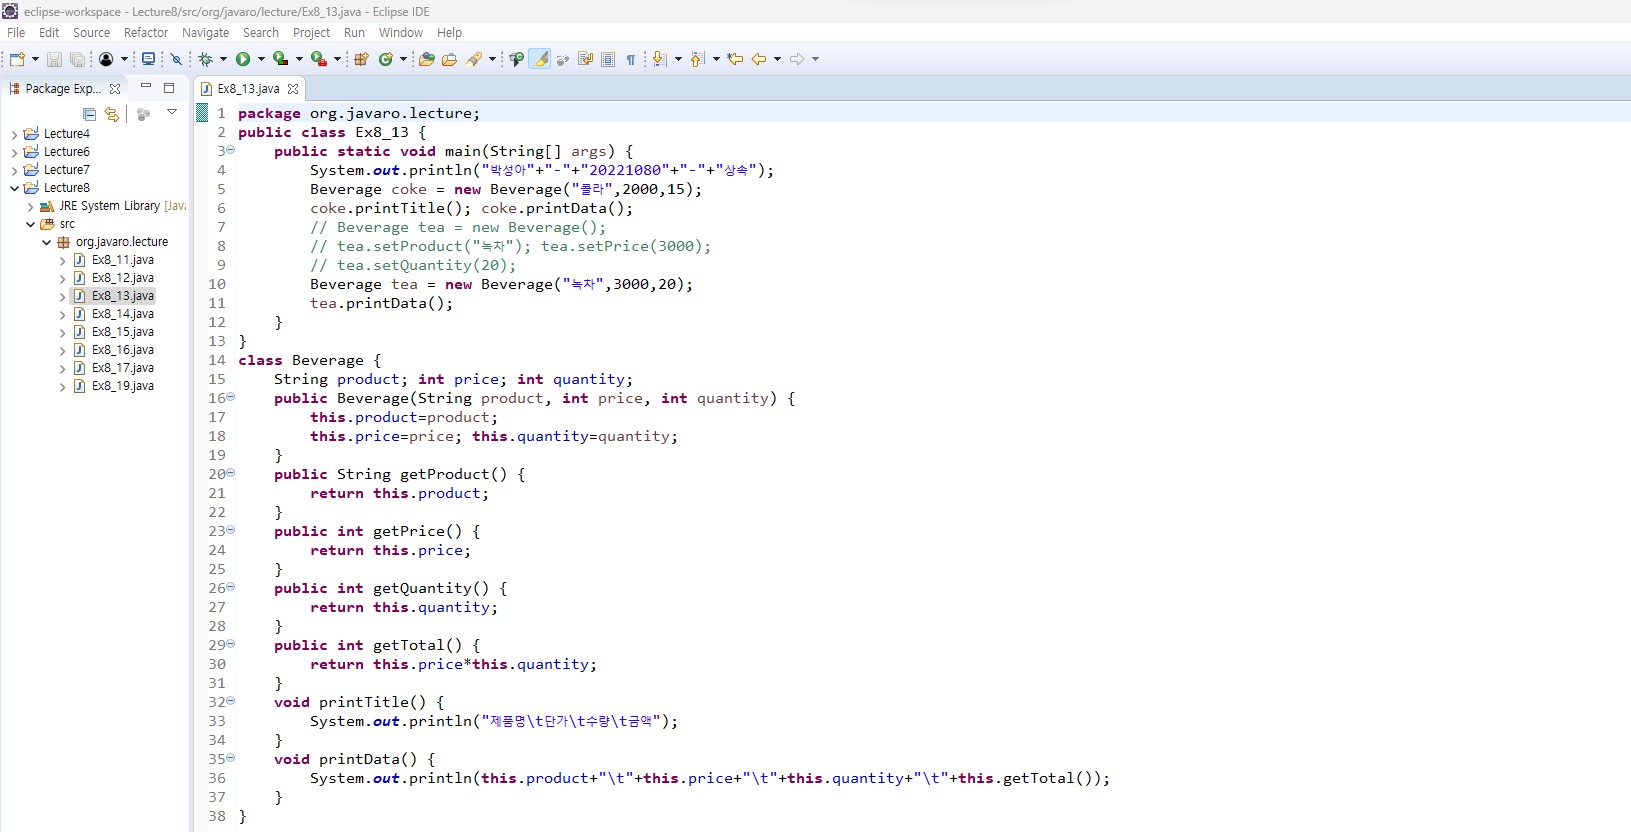 eclipse-workspace - Lecture8/src/org/javaro/lecture/Ex8_13.java - Eclipse IDE
File Edit Source Refactor Navigate Search Project Run Window Help
Package Exp...
Ex8_13.java
Lecture4
Lecture6
Lecture7
Lecture8
JRE System Library [Java
src
org.javaro.lecture
Ex8_11.java
Ex8_12.java
Ex8_13.java
Ex8_14.java
Ex8_15.java
Ex8_16.java
Ex8_17.java
Ex8_19.java
1 package org.javaro.lecture;
2 public class Ex8_13 {
3 public static void main(String[] args) {
4 System.out.println("박성아"+"-"+"20221080"+"-"+"상속");
5 Beverage coke = new Beverage("콜라",2000,15);
6 coke.printTitle(); coke.printData();
7 // Beverage tea = new Beverage();
8 // tea.setProduct("녹차"); tea.setPrice(3000);
9 // tea.setQuantity(20);
10 Beverage tea = new Beverage("녹차",3000,20);
11 tea.printData();
12 }
13 }
14 class Beverage {
15 String product; int price; int quantity;
16 public Beverage(String product, int price, int quantity) {
17 this.product=product;
18 this.price=price; this.quantity=quantity;
19 }
20 public String getProduct() {
21 return this.product;
22 }
23 public int getPrice() {
24 return this.price;
25 }
26 public int getQuantity() {
27 return this.quantity;
28 }
29 public int getTotal() {
30 return this.price*this.quantity;
31 }
32 void printTitle() {
33 System.out.println("제품명\t단가\t수량\t금액");
34 }
35 void printData() {
36 System.out.println(this.product+"\t"+this.price+"\t"+this.quantity+"\t"+this.getTotal());
37 }
38 }